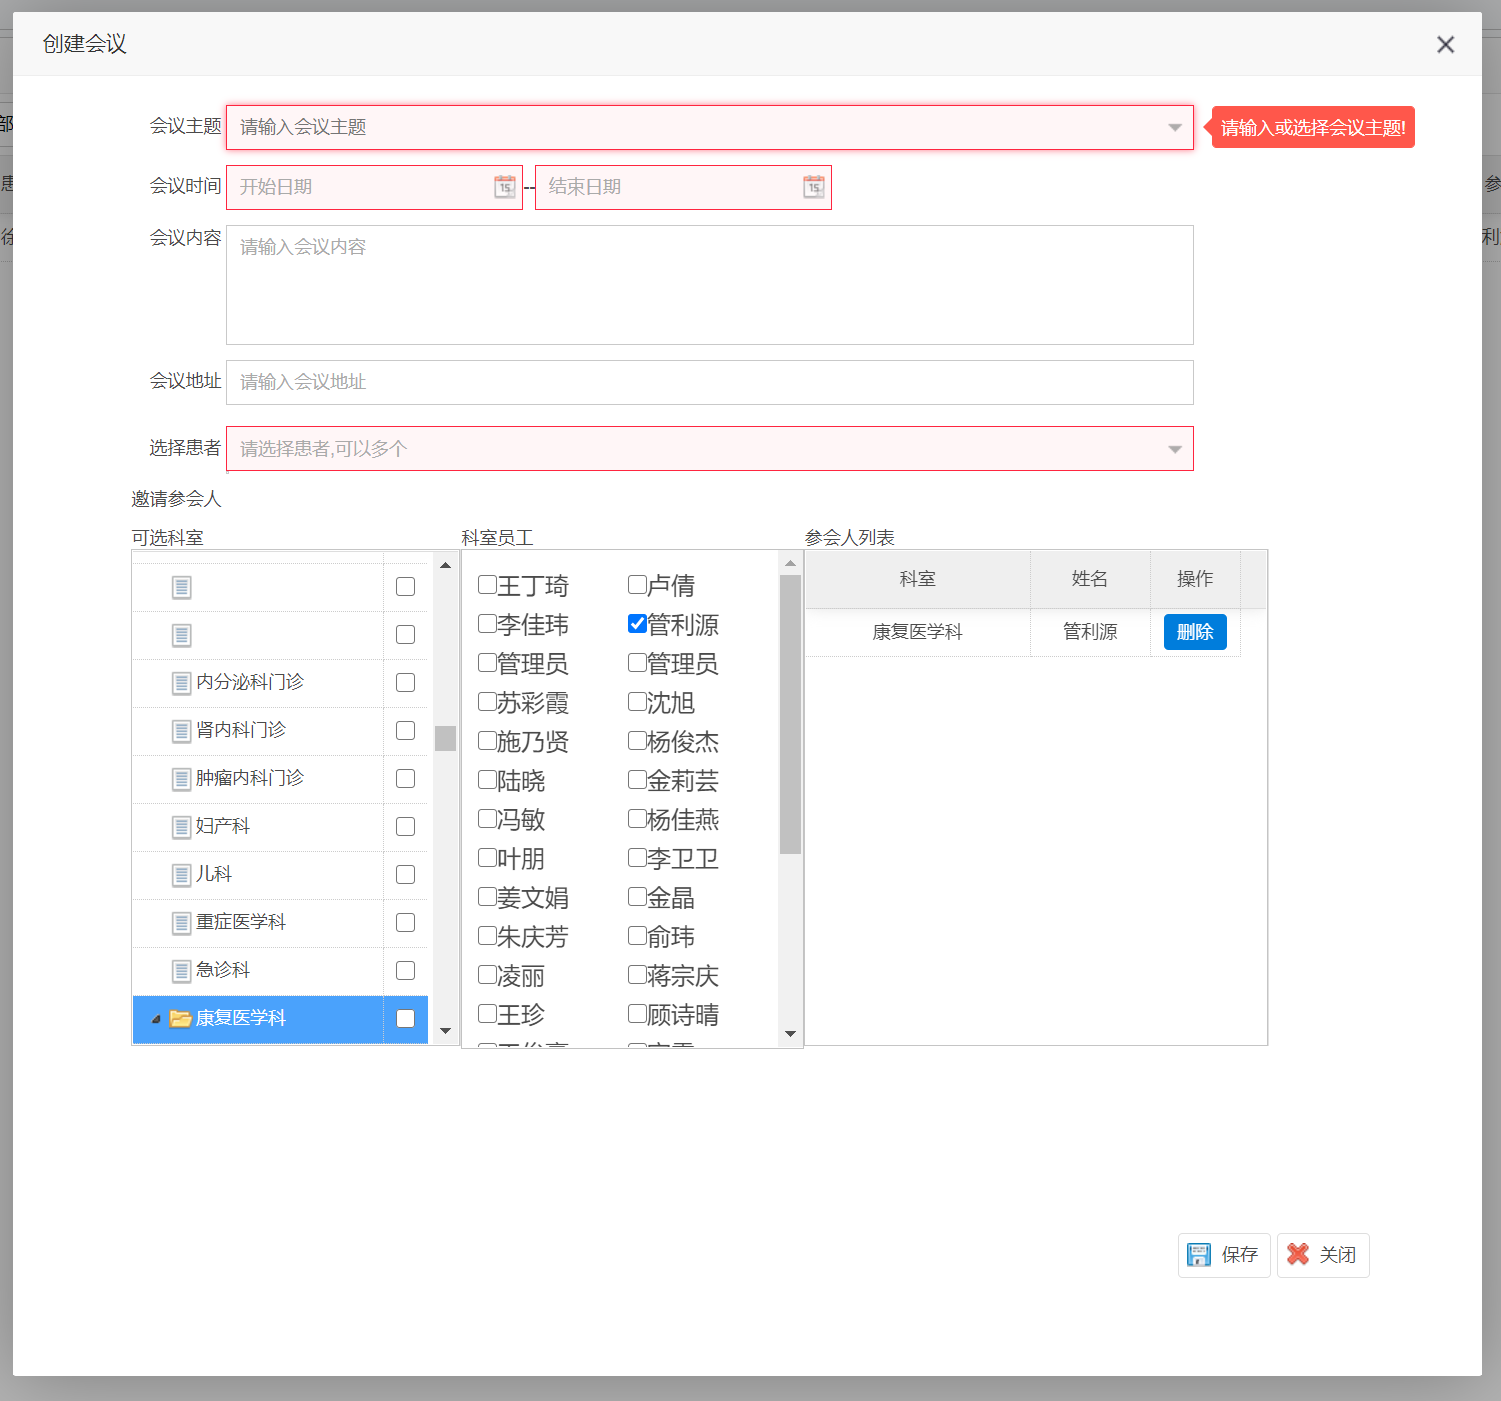 创建会议
会议主题 请输入会议主题 请输入或选择会议主题!
会议时间 开始日期 15 -- 结束日期 15
会议内容 请输入会议内容
会议地址 请输入会议地址
选择患者 请选择患者,可以多个
邀请参会人
可选科室 科室员工 参会人列表
内分泌科门诊
肾内科门诊
肿瘤内科门诊
妇产科
儿科
重症医学科
急诊科
康复医学科
王丁琦 卢倩
李佳玮 管利源
管理员 管理员
苏彩霞 沈旭
施乃贤 杨俊杰
陆晓 金莉芸
冯敏 杨佳燕
叶朋 李卫卫
姜文娟 金晶
朱庆芳 俞玮
凌丽 蒋宗庆
王珍 顾诗晴
科室 姓名 操作
康复医学科 管利源 删除
保存 关闭
部
患
徐
参
利